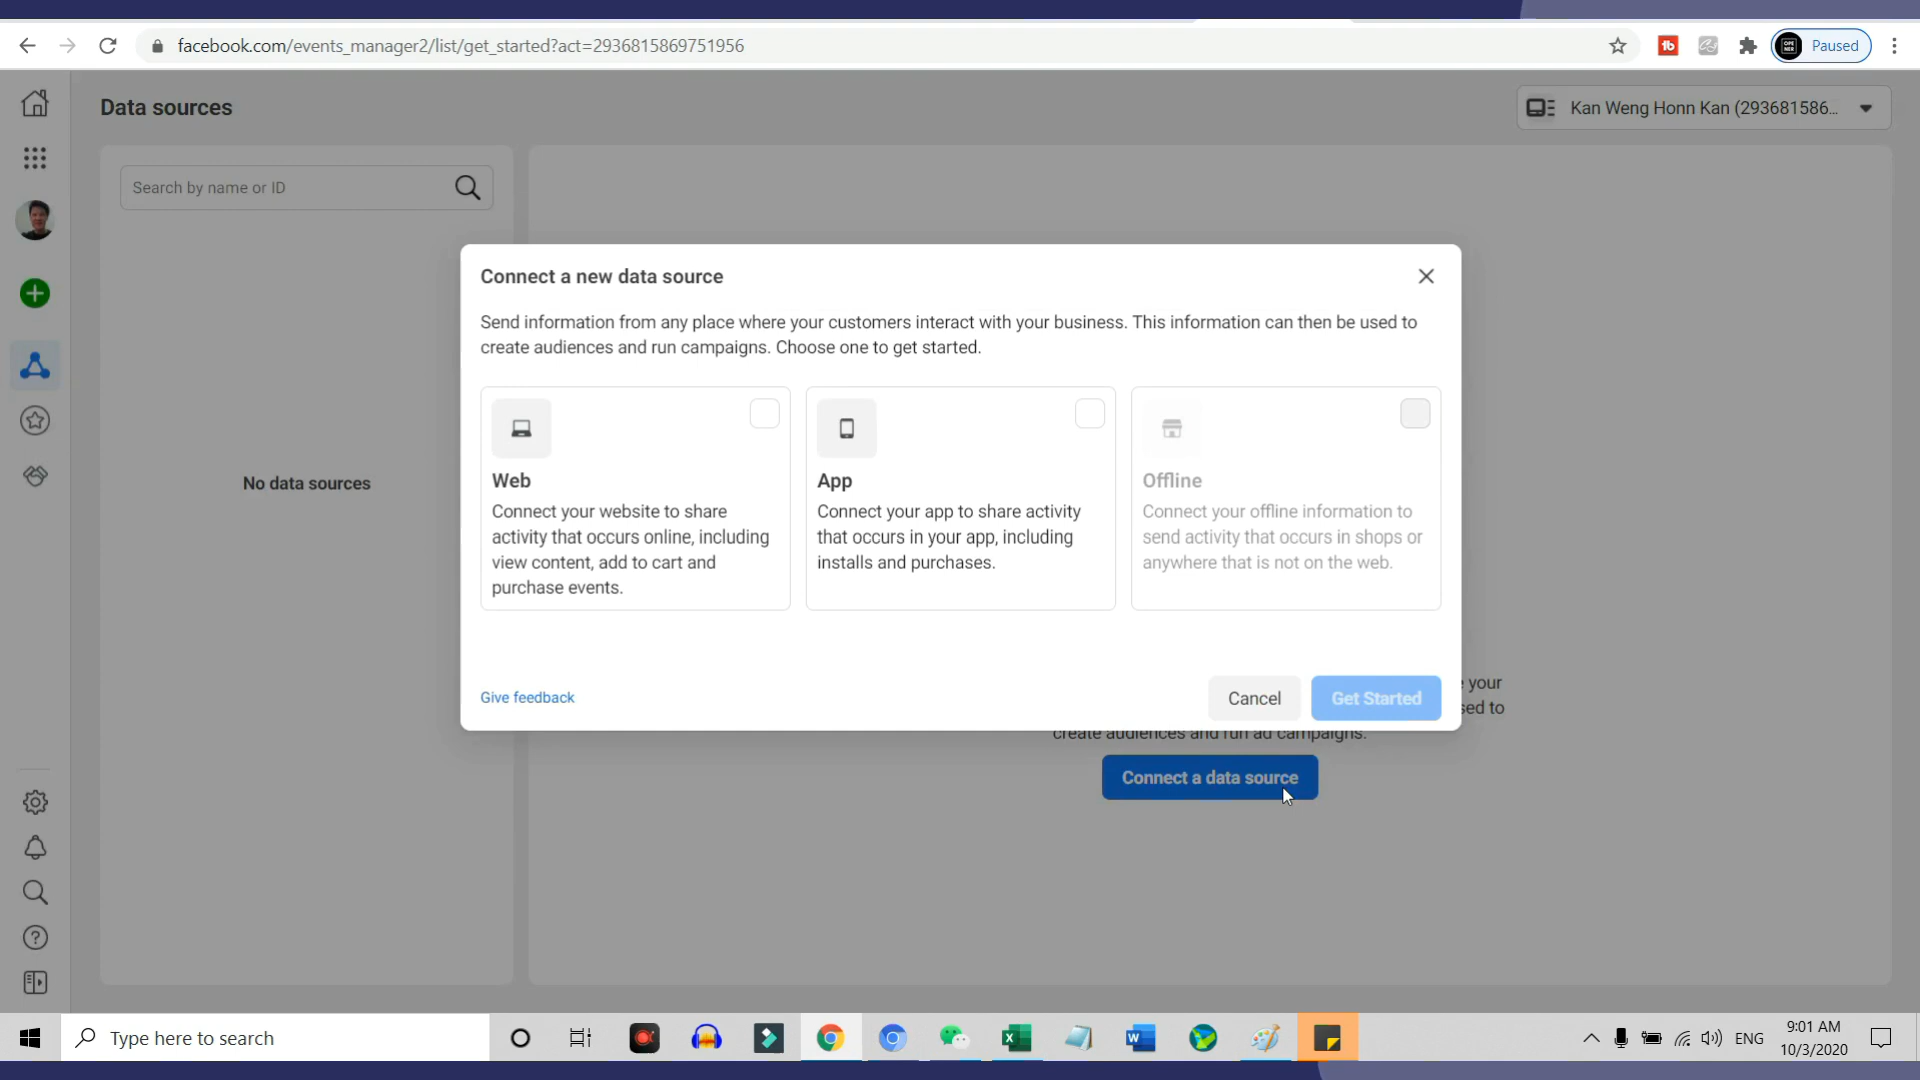 facebook.com/events_manager2/list/get_started?act=2936815869751956
Paused
Data sources
Kan Weng Honn Kan (293681586...
Search by name or ID
No data sources
Connect a new data source
Send information from any place where your customers interact with your business. This information can then be used to
create audiences and run campaigns. Choose one to get started.
Web
Connect your website to share
activity that occurs online, including
view content, add to cart and
purchase events.
App
Connect your app to share activity
that occurs in your app, including
installs and purchases.
Offline
Connect your offline information to
send activity that occurs in shops or
anywhere that is not on the web.
Give feedback
Cancel
Get Started
your
sed to
create audiences and run ad campaigns.
Connect a data source
Type here to search
ENG
9:01 AM
10/3/2020